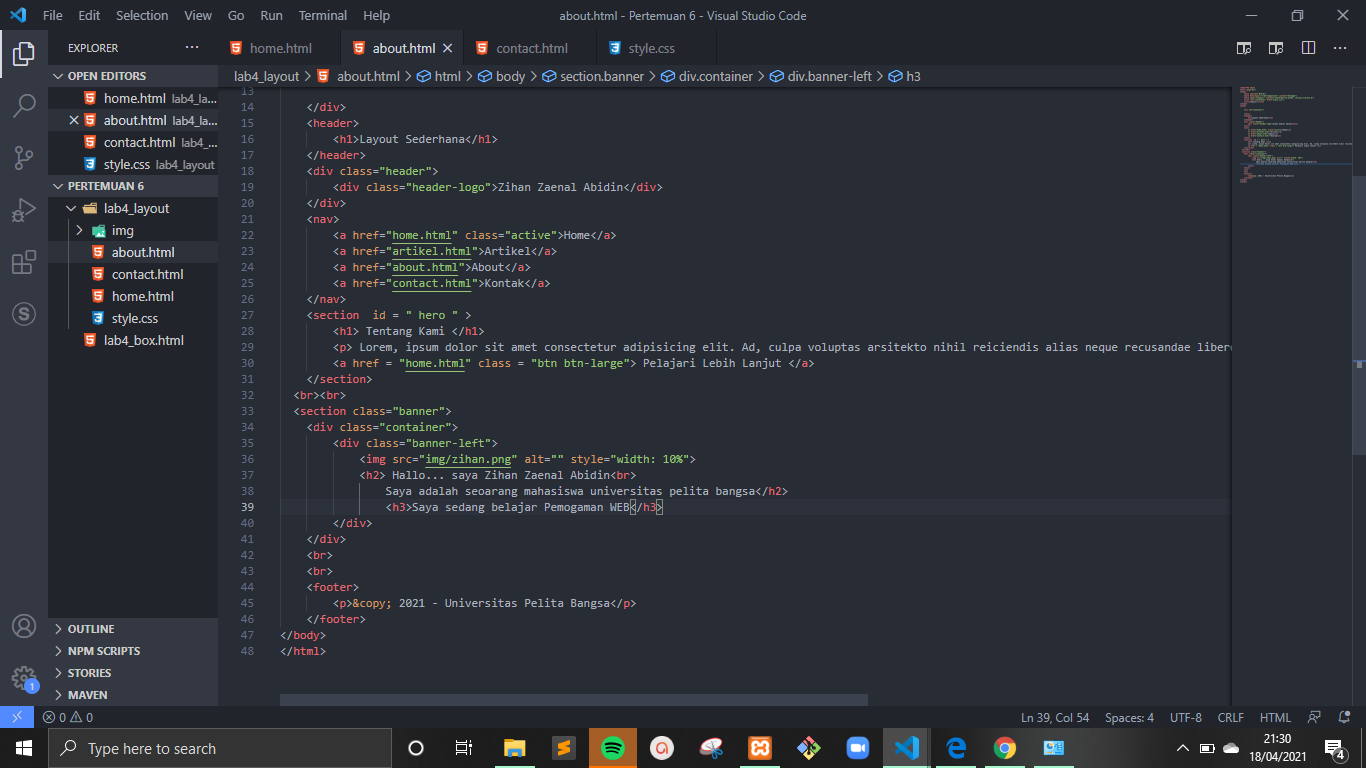 File Edit Selection View Go Run Terminal Help about.html - Pertemuan 6 - Visual Studio Code
EXPLORER
OPEN EDITORS
home.html lab4_la...
about.html lab4_la...
contact.html lab4_...
style.css lab4_layout
PERTEMUAN 6
lab4_layout
img
about.html
contact.html
home.html
style.css
lab4_box.html
OUTLINE
NPM SCRIPTS
STORIES
MAVEN
home.html about.html contact.html style.css
lab4_layout > about.html > html > body > section.banner > div.container > div.banner-left > h3
13
14 </div>
15 <header>
16 <h1>Layout Sederhana</h1>
17 </header>
18 <div class="header">
19 <div class="header-logo">Zihan Zaenal Abidin</div>
20 </div>
21 <nav>
22 <a href="home.html" class="active">Home</a>
23 <a href="artikel.html">Artikel</a>
24 <a href="about.html">About</a>
25 <a href="contact.html">Kontak</a>
26 </nav>
27 <section  id = " hero " >
28 <h1> Tentang Kami </h1>
29 <p> Lorem, ipsum dolor sit amet consectetur adipisicing elit. Ad, culpa voluptas arsitekto nihil reiciendis alias neque recusandae liber
30 <a href = "home.html" class = "btn btn-large"> Pelajari Lebih Lanjut </a>
31 </section>
32 <br><br>
33 <section class="banner">
34 <div class="container">
35 <div class="banner-left">
36 <img src="img/zihan.png" alt="" style="width: 10%">
37 <h2> Hallo... saya Zihan Zaenal Abidin<br>
38 Saya adalah seoarang mahasiswa universitas pelita bangsa</h2>
39 <h3>Saya sedang belajar Pemogaman WEB</h3>
40 </div>
41 </div>
42 <br>
43 <br>
44 <footer>
45 <p>&copy; 2021 - Universitas Pelita Bangsa</p>
46 </footer>
47 </body>
48 </html>
0 0 Ln 39, Col 54 Spaces: 4 UTF-8 CRLF HTML
1
Type here to search
21:30
18/04/2021
4